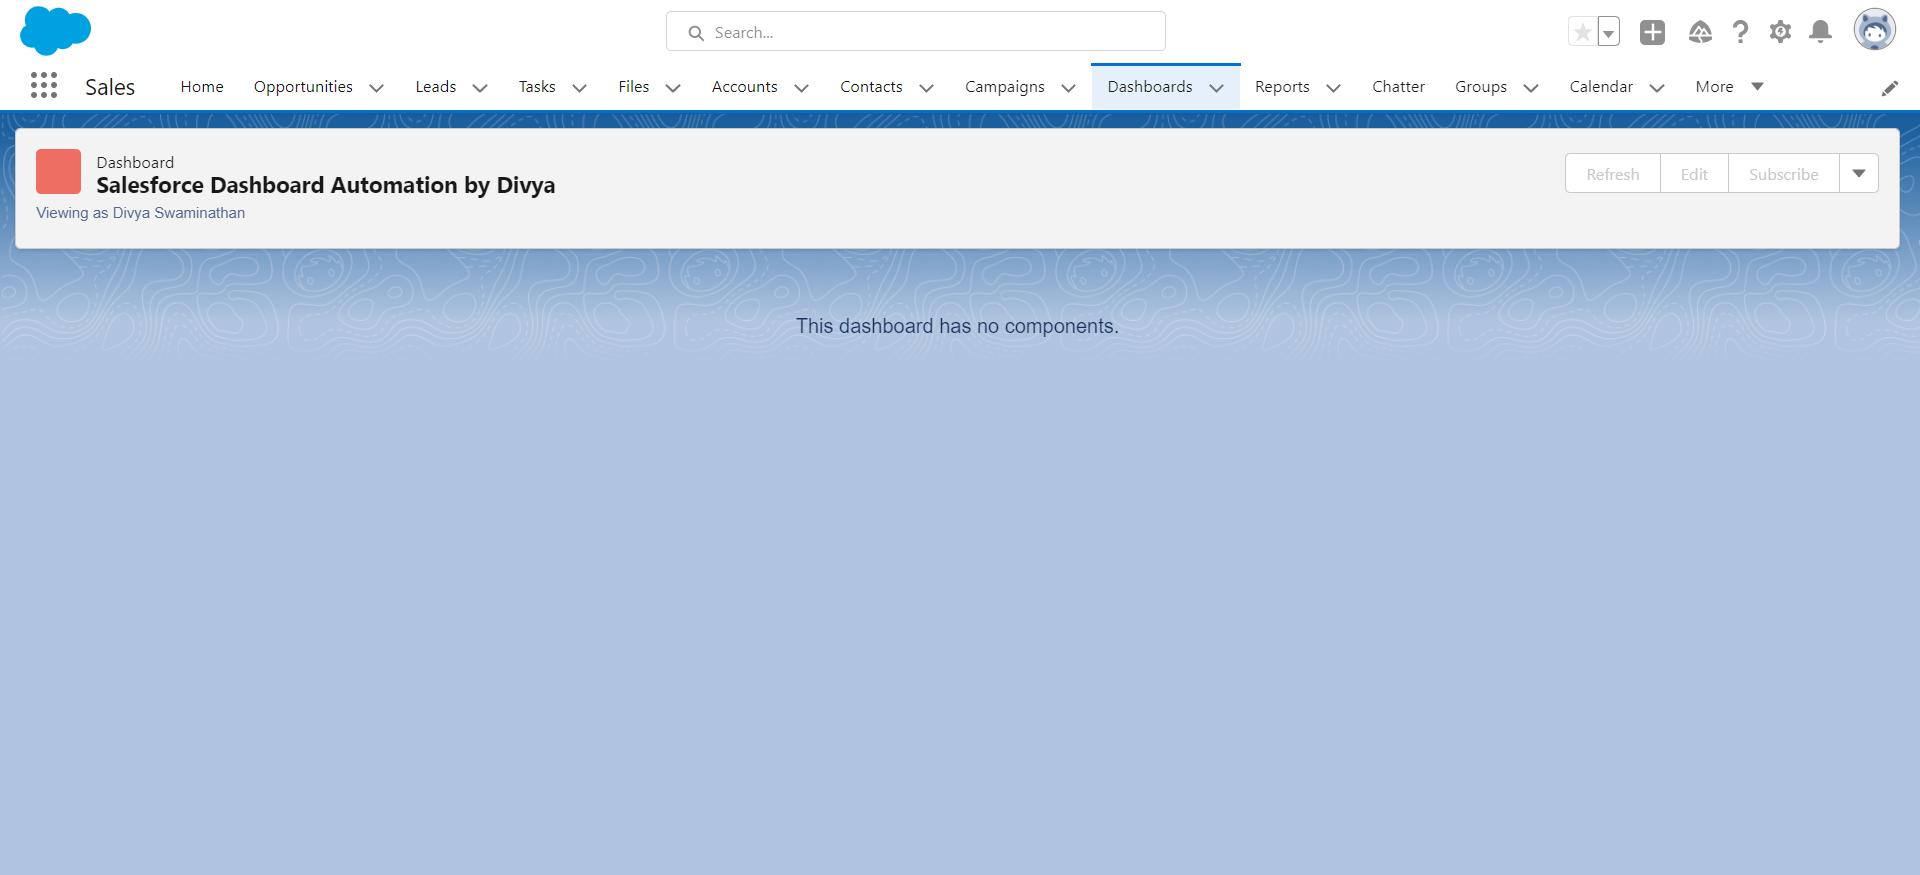 Search...
Sales
Home
Opportunities
Leads
Tasks
Files
Accounts
Contacts
Campaigns
Dashboards
Reports
Chatter
Groups
Calendar
More
Dashboard
Salesforce Dashboard Automation by Divya
Viewing as Divya Swaminathan
Refresh
Edit
Subscribe
This dashboard has no components.